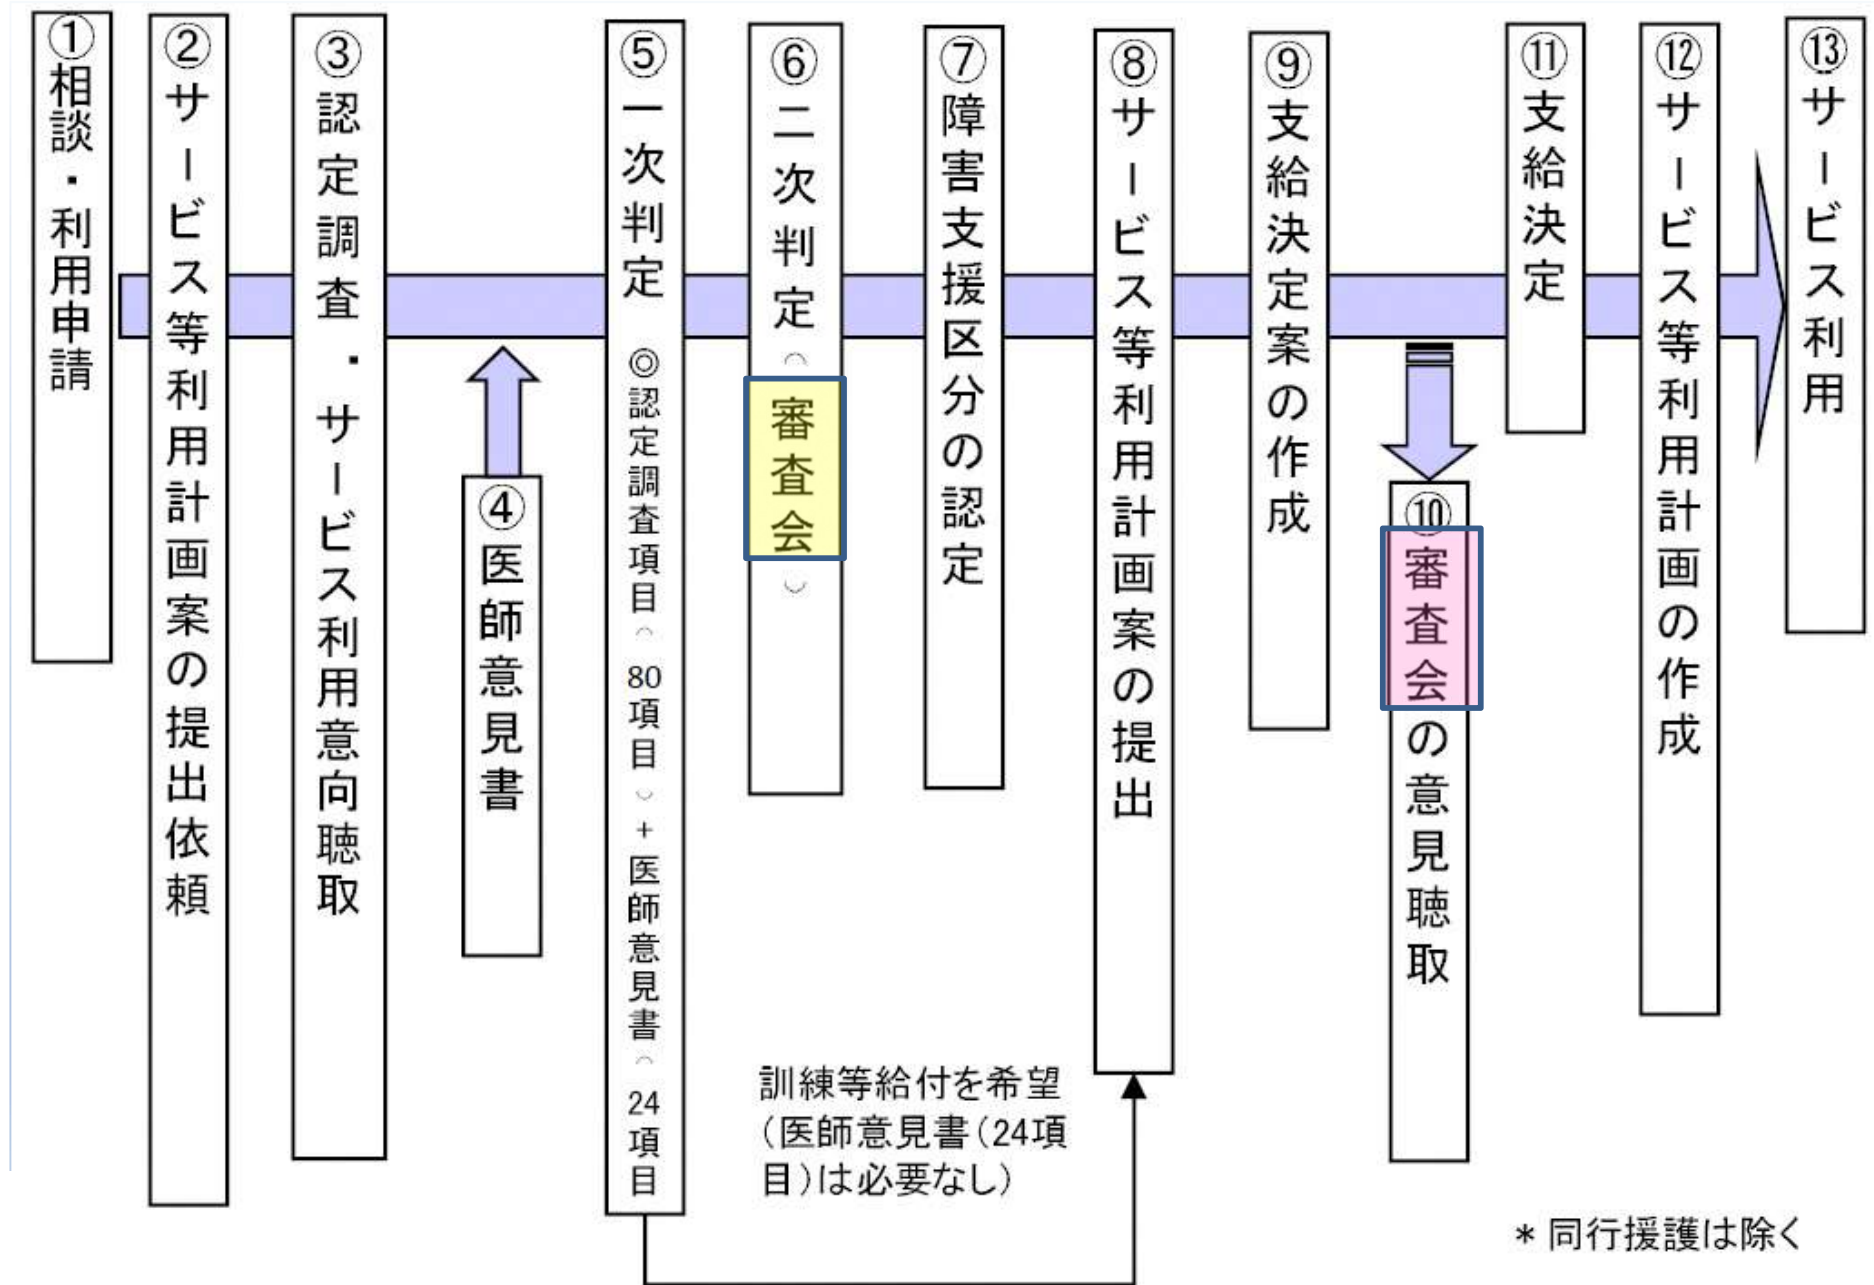 ①相談・利用申請
②サービス等利用計画案の提出依頼
③認定調査・サービス利用意向聴取
④医師意見書
⑤一次判定 ◎認定調査項目(80項目)+医師意見書(24項目
⑥二次判定(審査会)
⑦障害支援区分の認定
⑧サービス等利用計画案の提出
⑨支給決定案の作成
⑩審査会の意見聴取
⑪支給決定
⑫サービス等利用計画の作成
⑬サービス利用
訓練等給付を希望
(医師意見書(24項
目)は必要なし)
*同行援護は除く